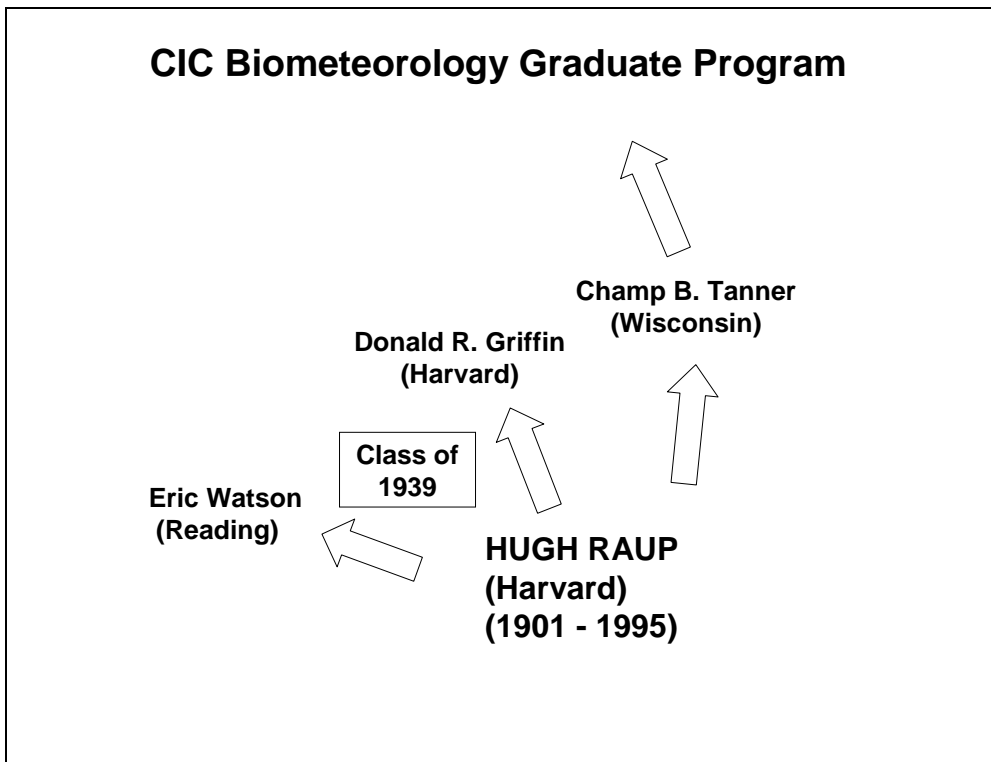 CIC Biometeorology Graduate Program
Champ B. Tanner
(Wisconsin)
Donald R. Griffin
(Harvard)
Class of
1939
Eric Watson
(Reading)
HUGH RAUP
(Harvard)
(1901 - 1995)